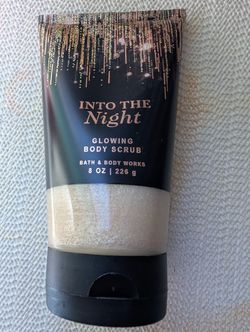 INTO THE
Night
GLOWING
BODY SCRUB
BATH & BODY WORKS
8 OZ | 226 g